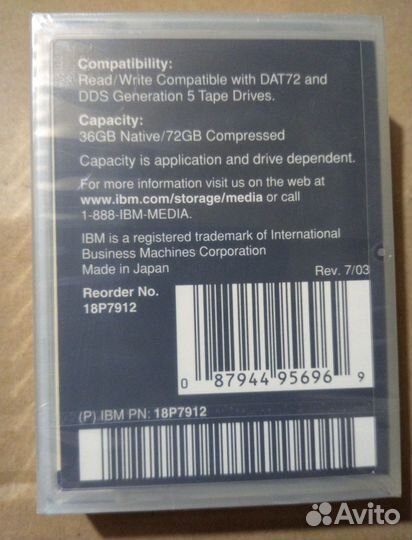 Compatibility:
Read/Write Compatible with DAT72 and
DDS Generation 5 Tape Drives.
Capacity:
36GB Native/72GB Compressed
Capacity is application and drive dependent.
For more information visit us on the web at
www.ibm.com/storage/media or call
1-888-IBM-MEDIA.
IBM is a registered trademark of International
Business Machines Corporation
Made in Japan
Rev. 7/03
Reorder No.
18P7912
0 87944 95696 9
(P) IBM PN: 18P7912
Avito